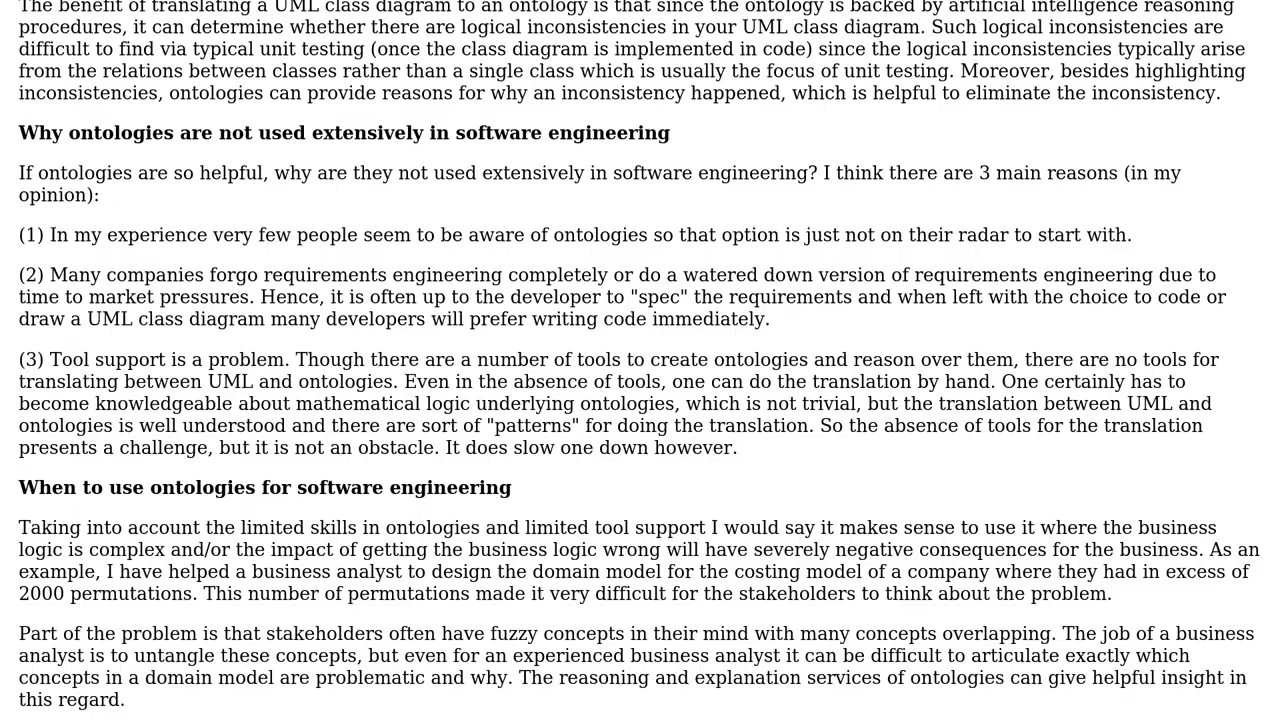 The benefit of translating a UML class diagram to an ontology is that since the ontology is backed by artificial intelligence reasoning
procedures, it can determine whether there are logical inconsistencies in your UML class diagram. Such logical inconsistencies are
difficult to find via typical unit testing (once the class diagram is implemented in code) since the logical inconsistencies typically arise
from the relations between classes rather than a single class which is usually the focus of unit testing. Moreover, besides highlighting
inconsistencies, ontologies can provide reasons for why an inconsistency happened, which is helpful to eliminate the inconsistency.
Why ontologies are not used extensively in software engineering
If ontologies are so helpful, why are they not used extensively in software engineering? I think there are 3 main reasons (in my
opinion):
(1) In my experience very few people seem to be aware of ontologies so that option is just not on their radar to start with.
(2) Many companies forgo requirements engineering completely or do a watered down version of requirements engineering due to
time to market pressures. Hence, it is often up to the developer to "spec" the requirements and when left with the choice to code or
draw a UML class diagram many developers will prefer writing code immediately.
(3) Tool support is a problem. Though there are a number of tools to create ontologies and reason over them, there are no tools for
translating between UML and ontologies. Even in the absence of tools, one can do the translation by hand. One certainly has to
become knowledgeable about mathematical logic underlying ontologies, which is not trivial, but the translation between UML and
ontologies is well understood and there are sort of "patterns" for doing the translation. So the absence of tools for the translation
presents a challenge, but it is not an obstacle. It does slow one down however.
When to use ontologies for software engineering
Taking into account the limited skills in ontologies and limited tool support I would say it makes sense to use it where the business
logic is complex and/or the impact of getting the business logic wrong will have severely negative consequences for the business. As an
example, I have helped a business analyst to design the domain model for the costing model of a company where they had in excess of
2000 permutations. This number of permutations made it very difficult for the stakeholders to think about the problem.
Part of the problem is that stakeholders often have fuzzy concepts in their mind with many concepts overlapping. The job of a business
analyst is to untangle these concepts, but even for an experienced business analyst it can be difficult to articulate exactly which
concepts in a domain model are problematic and why. The reasoning and explanation services of ontologies can give helpful insight in
this regard.